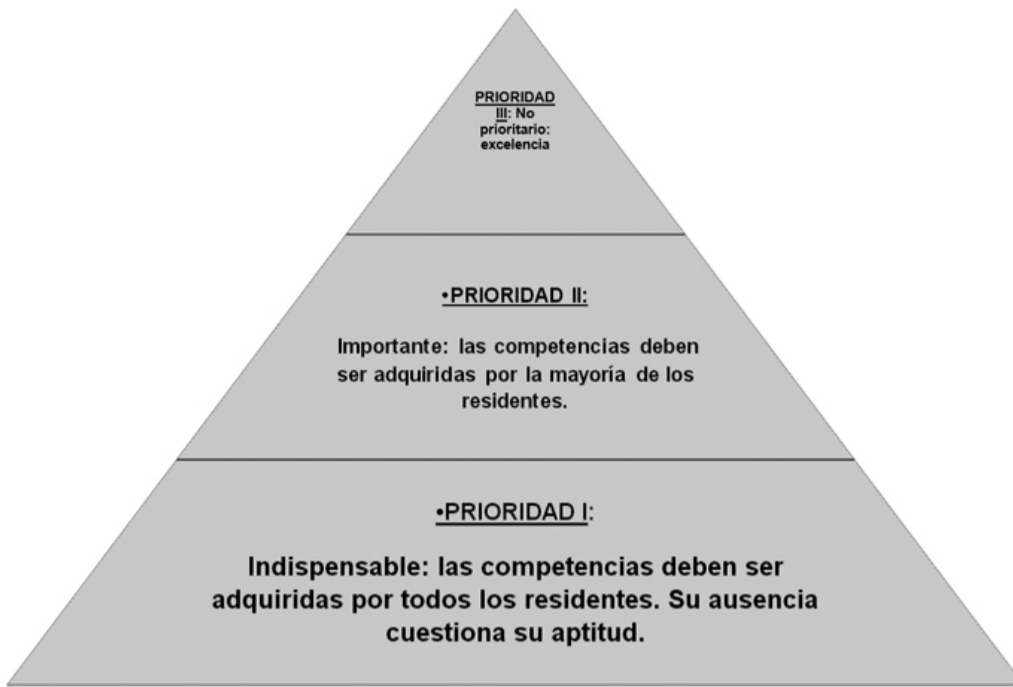 PRIORIDAD
III: No
prioritario:
excelencia
•PRIORIDAD II:
Importante: las competencias deben
ser adquiridas por la mayoría de los
residentes.
•PRIORIDAD I:
Indispensable: las competencias deben ser
adquiridas por todos los residentes. Su ausencia
cuestiona su aptitud.